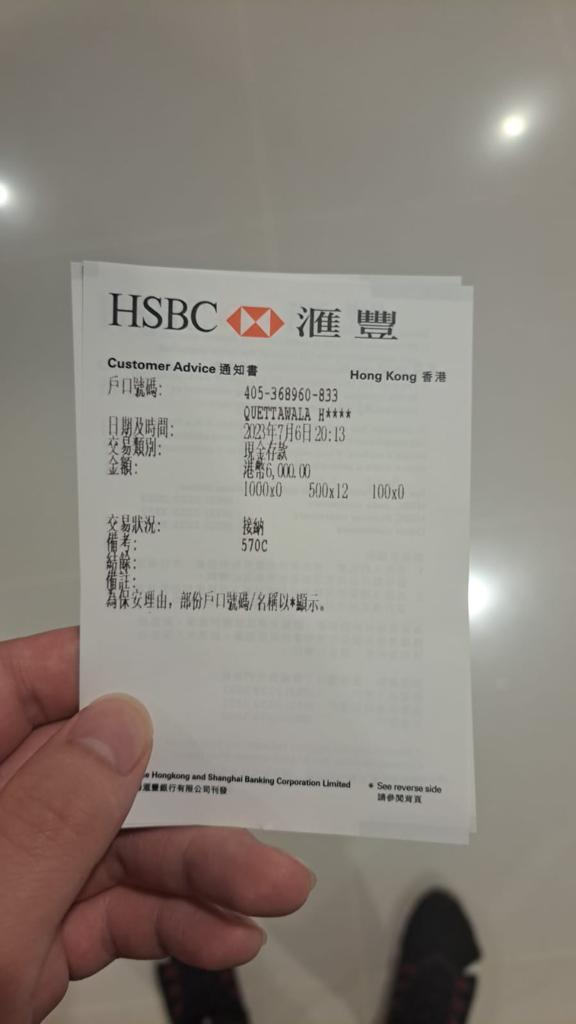 HSBC 滙豐
Customer Advice 通知書
Hong Kong 香港
戶口號碼: 405-368960-833
QUETTAWALA H****
日期及時間: 2023年7月6日 20:13
交易類別: 現金存款
金額: 港幣6,000.00
1000x0 500x12 100x0
交易狀況: 接納
備考: 570C
結餘:
備註:
為保安理由，部份戶口號碼/名稱以*顯示。
Hongkong and Shanghai Banking Corporation Limited
滙豐銀行有限公司刊發
* See reverse side
請參閱背頁